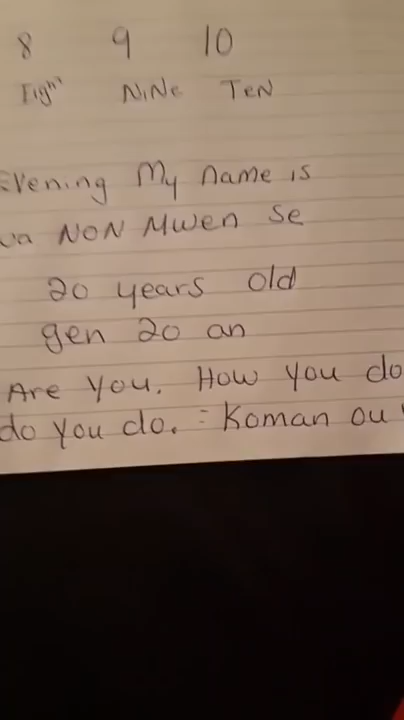 8 9 10
Eight NiNe TeN
Evening My name is
NON Mwen se
20 years old
gen 20 an
Are You. How You do
do You do. = Koman ou